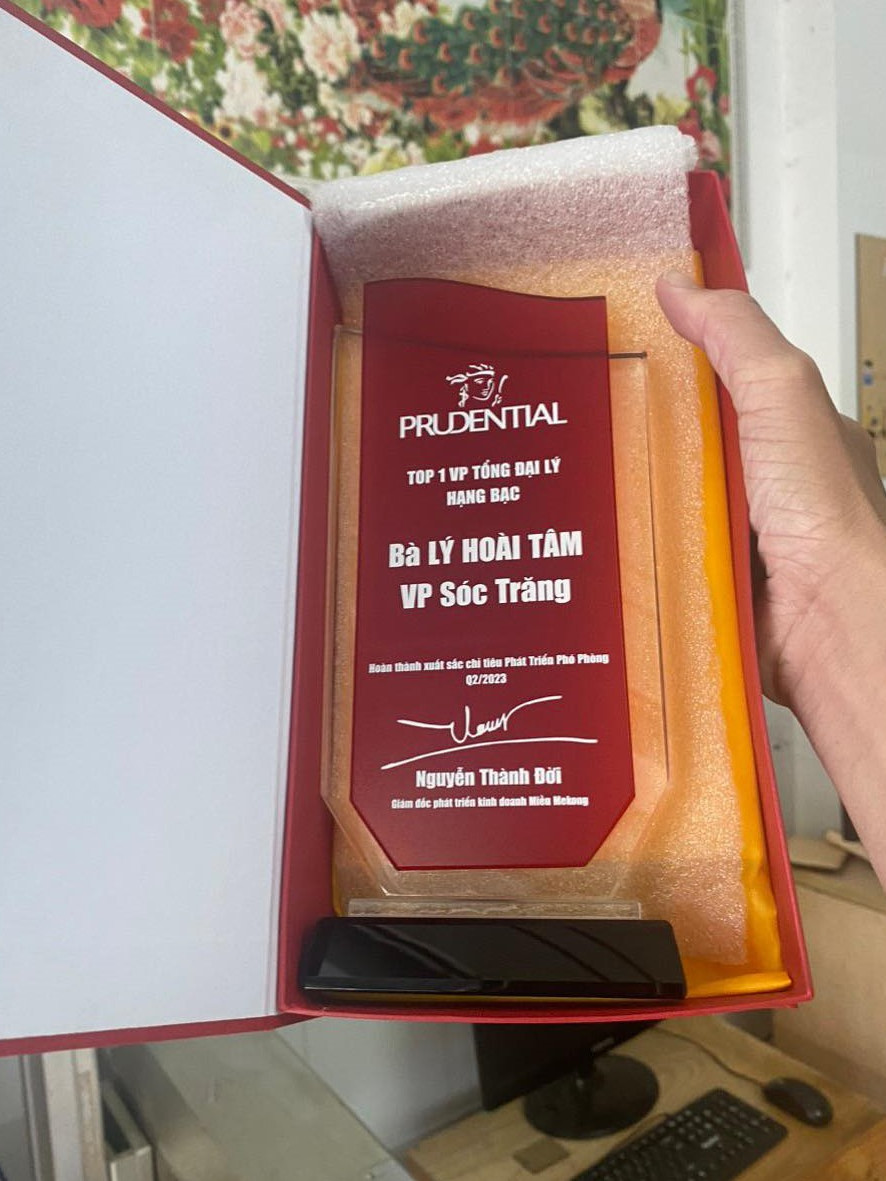 PRUDENTIAL
TOP 1 VP TỔNG ĐẠI LÝ
HẠNG BẠC
Bà LÝ HOÀI TÂM
VP Sóc Trăng
Hoàn thành xuất sắc chỉ tiêu Phát Triển Phó Phòng
Q2/2023
Nguyễn Thành Đời
Giám đốc phát triển kinh doanh Miền Mekong